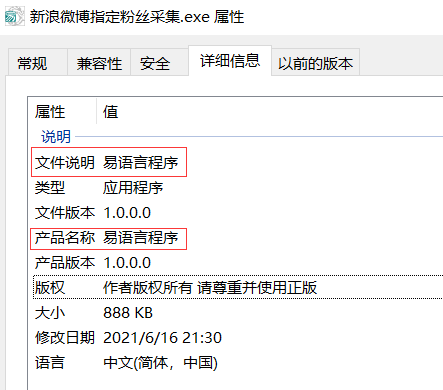 新浪微博指定粉丝采集.exe 属性
常规 兼容性 安全 详细信息 以前的版本
属性 值
说明
文件说明 易语言程序
类型 应用程序
文件版本 1.0.0.0
产品名称 易语言程序
产品版本 1.0.0.0
版权 作者版权所有 请尊重并使用正版
大小 888 KB
修改日期 2021/6/16 21:30
语言 中文(简体，中国)